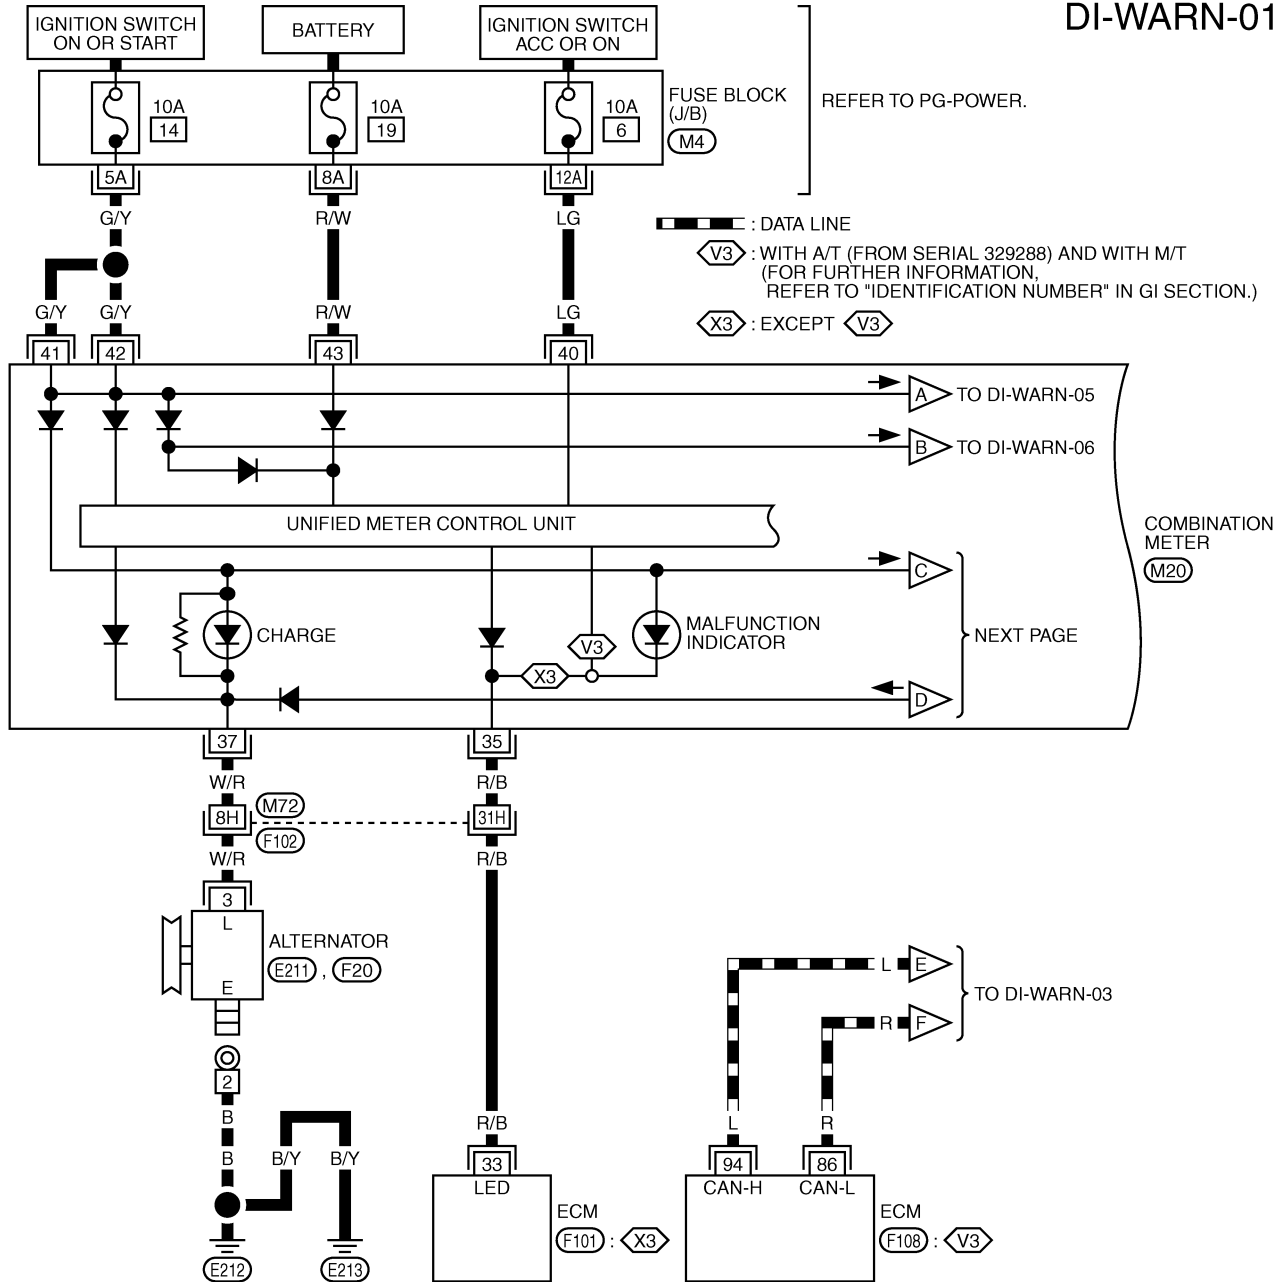 DI-WARN-01
IGNITION SWITCH
ON OR START
BATTERY
IGNITION SWITCH
ACC OR ON
10A
14
10A
19
10A
6
FUSE BLOCK
(J/B)
M4
REFER TO PG-POWER.
5A
8A
12A
G/Y
R/W
LG
: DATA LINE
V3 : WITH A/T (FROM SERIAL 329288) AND WITH M/T
(FOR FURTHER INFORMATION,
REFER TO "IDENTIFICATION NUMBER" IN GI SECTION.)
X3 : EXCEPT V3
G/Y
G/Y
R/W
LG
41
42
43
40
A TO DI-WARN-05
B TO DI-WARN-06
UNIFIED METER CONTROL UNIT
COMBINATION
METER
M20
C
CHARGE
MALFUNCTION
INDICATOR
V3
X3
NEXT PAGE
D
37
35
W/R
R/B
M72
8H
31H
F102
W/R
R/B
3
L
ALTERNATOR
E211 , F20
E
L E
R F
TO DI-WARN-03
2
B
R/B
L
R
B
B/Y
B/Y
33
94
86
LED
CAN-H
CAN-L
ECM
F101 : X3
ECM
F108 : V3
E212
E213